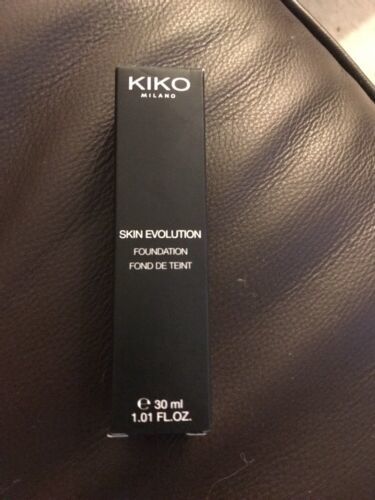 KIKO
MILANO
SKIN EVOLUTION
FOUNDATION
FOND DE TEINT
℮ 30 ml
1.01 FL.OZ.